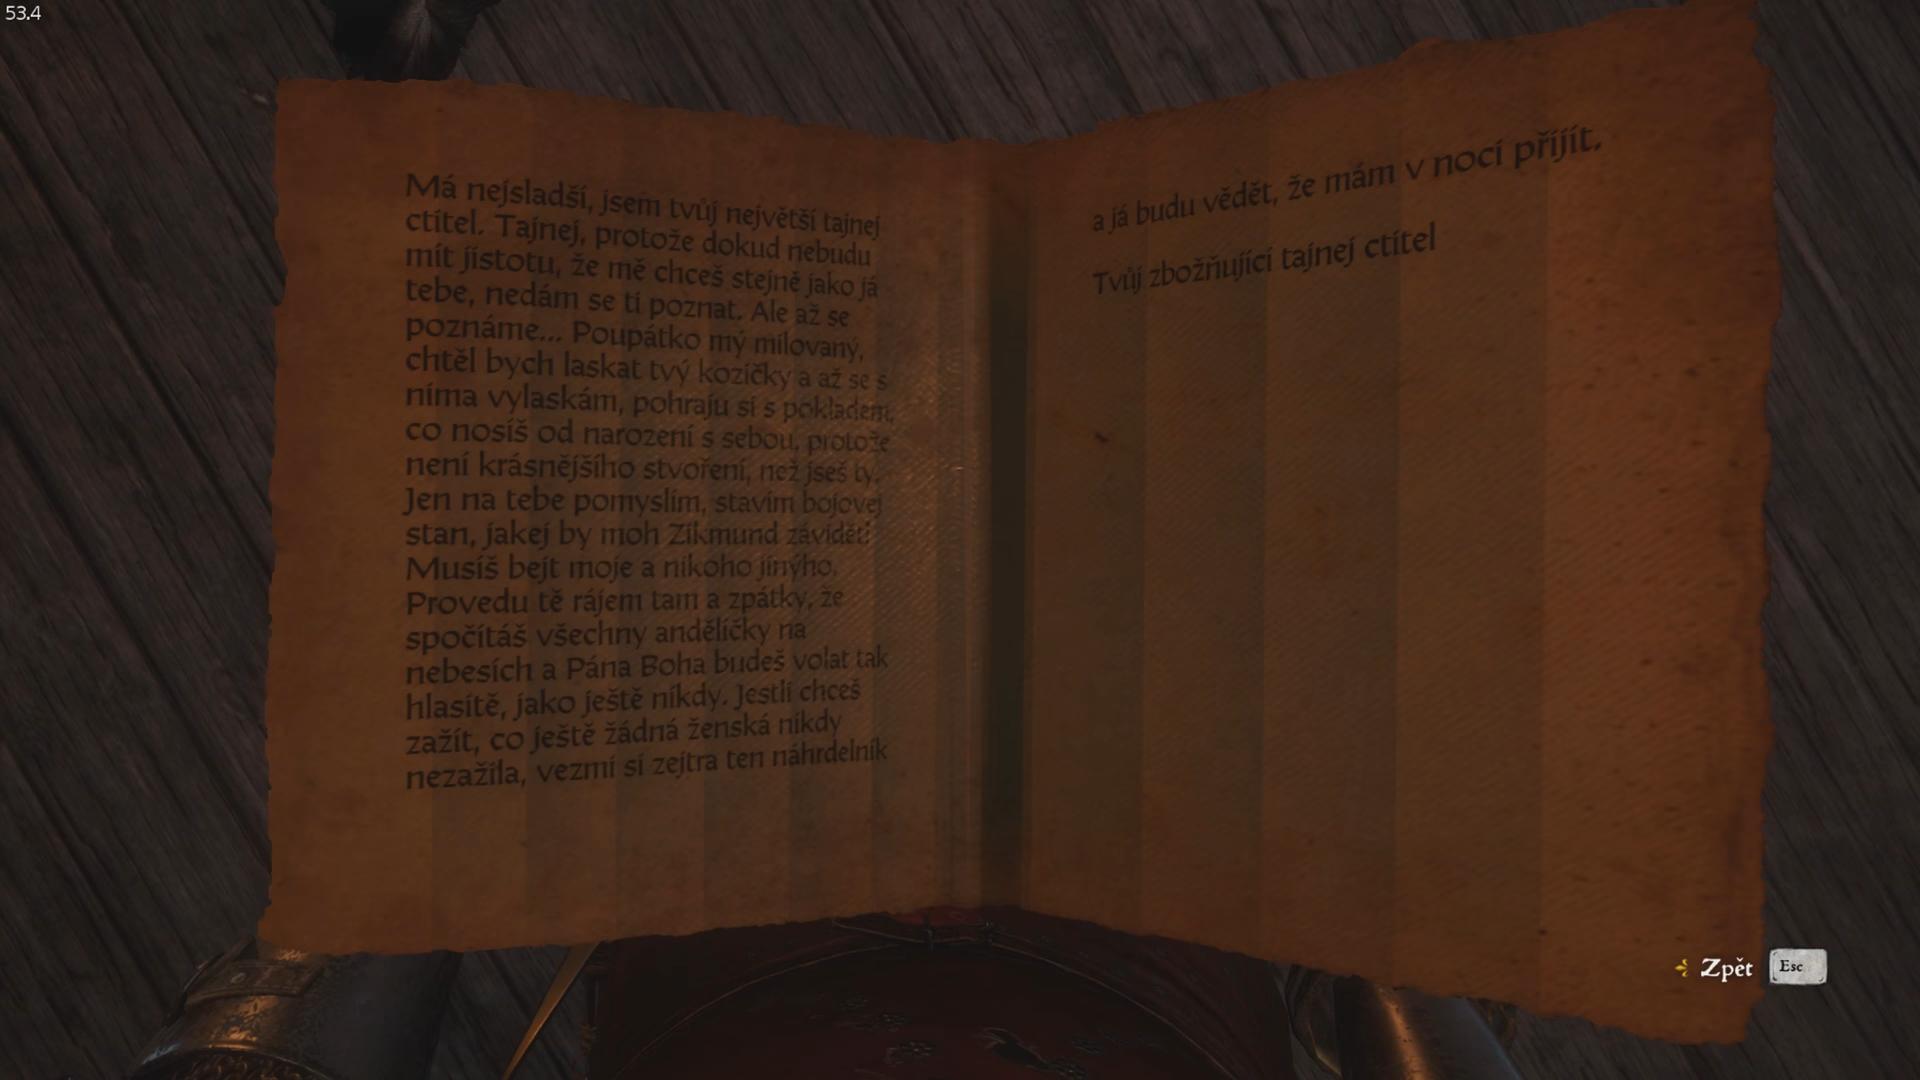 53.4
Má nejsladší, jsem tvůj největší tajnej
ctitel. Tajnej, protože dokud nebudu
mít jistotu, že mě chceš stejně jako já
tebe, nedám se ti poznat. Ale až se
poznáme... Poupátko mý milovaný,
chtěl bych laskat tvý kozičky a až se s
nima vylaskám, pohraju si s pokladem,
co nosíš od narození s sebou, protože
není krásnějšího stvoření, než jseš ty.
Jen na tebe pomyslím, stavím bojovej
stan, jakej by moh Zikmund závidět!
Musíš bejt moje a nikoho jinýho.
Provedu tě rájem tam a zpátky, že
spočítáš všechny andělíčky na
nebesích a Pána Boha budeš volat tak
hlasitě, jako ještě nikdy. Jestli chceš
zažít, co ještě žádná ženská nikdy
nezažila, vezmi si zejtra ten náhrdelník
a já budu vědět, že mám v noci přijít.
Tvůj zbožňující tajnej ctitel
Zpět Esc